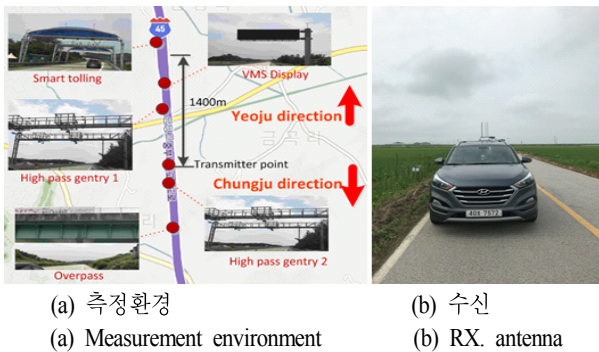 45
Smart tolling
VMS Display
1400m
Yeoju direction
High pass gentry 1
Transmitter point
Chungju direction
High pass gentry 2
Overpass
(a) 측정환경
(b) 수신
(a) Measurement environment
(b) RX. antenna